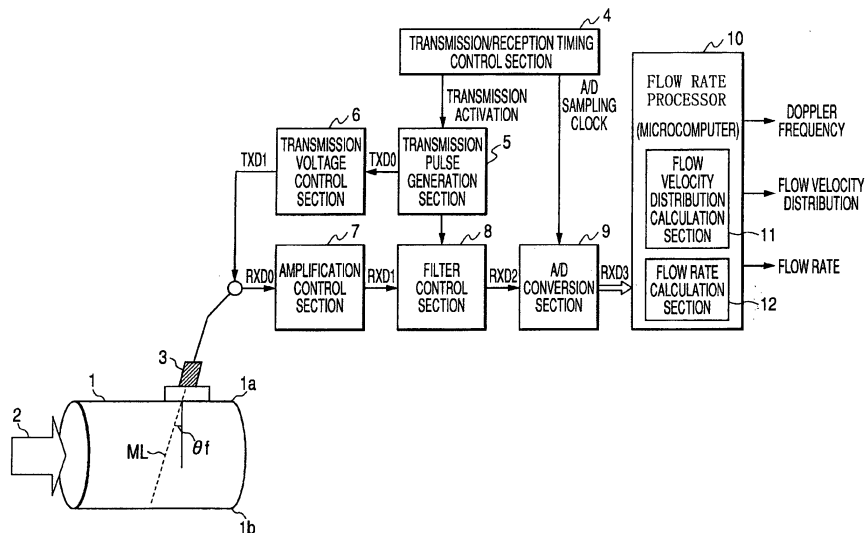 4
TRANSMISSION/RECEPTION TIMING
CONTROL SECTION
10
FLOW RATE
PROCESSOR
(MICROCOMPUTER)
TRANSMISSION
ACTIVATION
A/D
SAMPLING
CLOCK
DOPPLER
FREQUENCY
6
TRANSMISSION
VOLTAGE
CONTROL
SECTION
TXD1
TXD0
5
TRANSMISSION
PULSE
GENERATION
SECTION
FLOW
VELOCITY
DISTRIBUTION
CALCULATION
SECTION
11
FLOW VELOCITY
DISTRIBUTION
7
AMPLIFICATION
CONTROL
SECTION
RXD0
RXD1
8
FILTER
CONTROL
SECTION
RXD2
9
A/D
CONVERSION
SECTION
RXD3
FLOW RATE
CALCULATION
SECTION
12
FLOW RATE
3
1
1a
2
ML
θf
1b